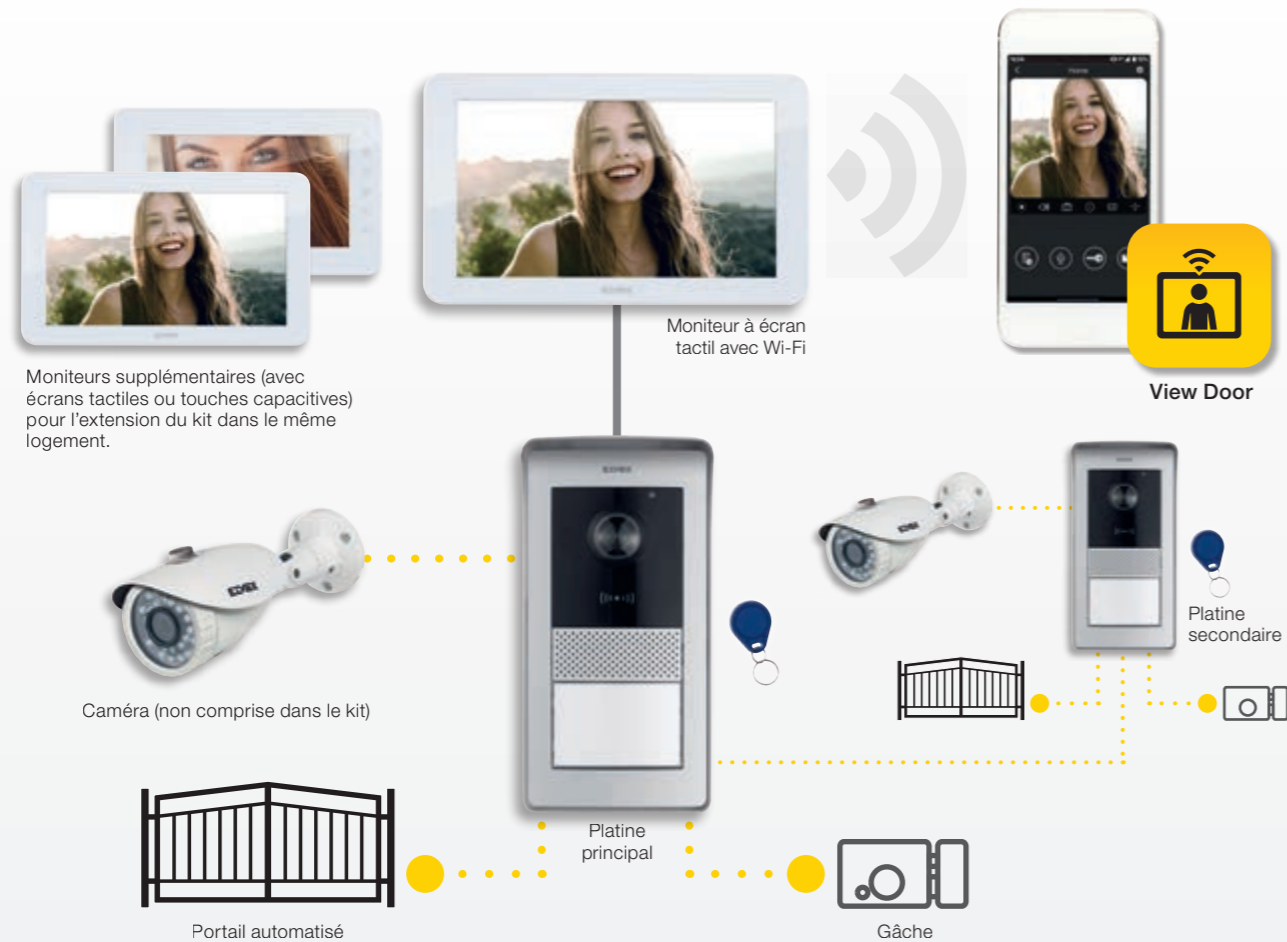 Moniteur à écran
tactil avec Wi-Fi
Moniteurs supplémentaires (avec
écrans tactiles ou touches capacitives)
pour l'extension du kit dans le même
logement.
View Door
Platine
secondaire
Caméra (non comprise dans le kit)
Platine
principal
Portail automatisé
Gâche